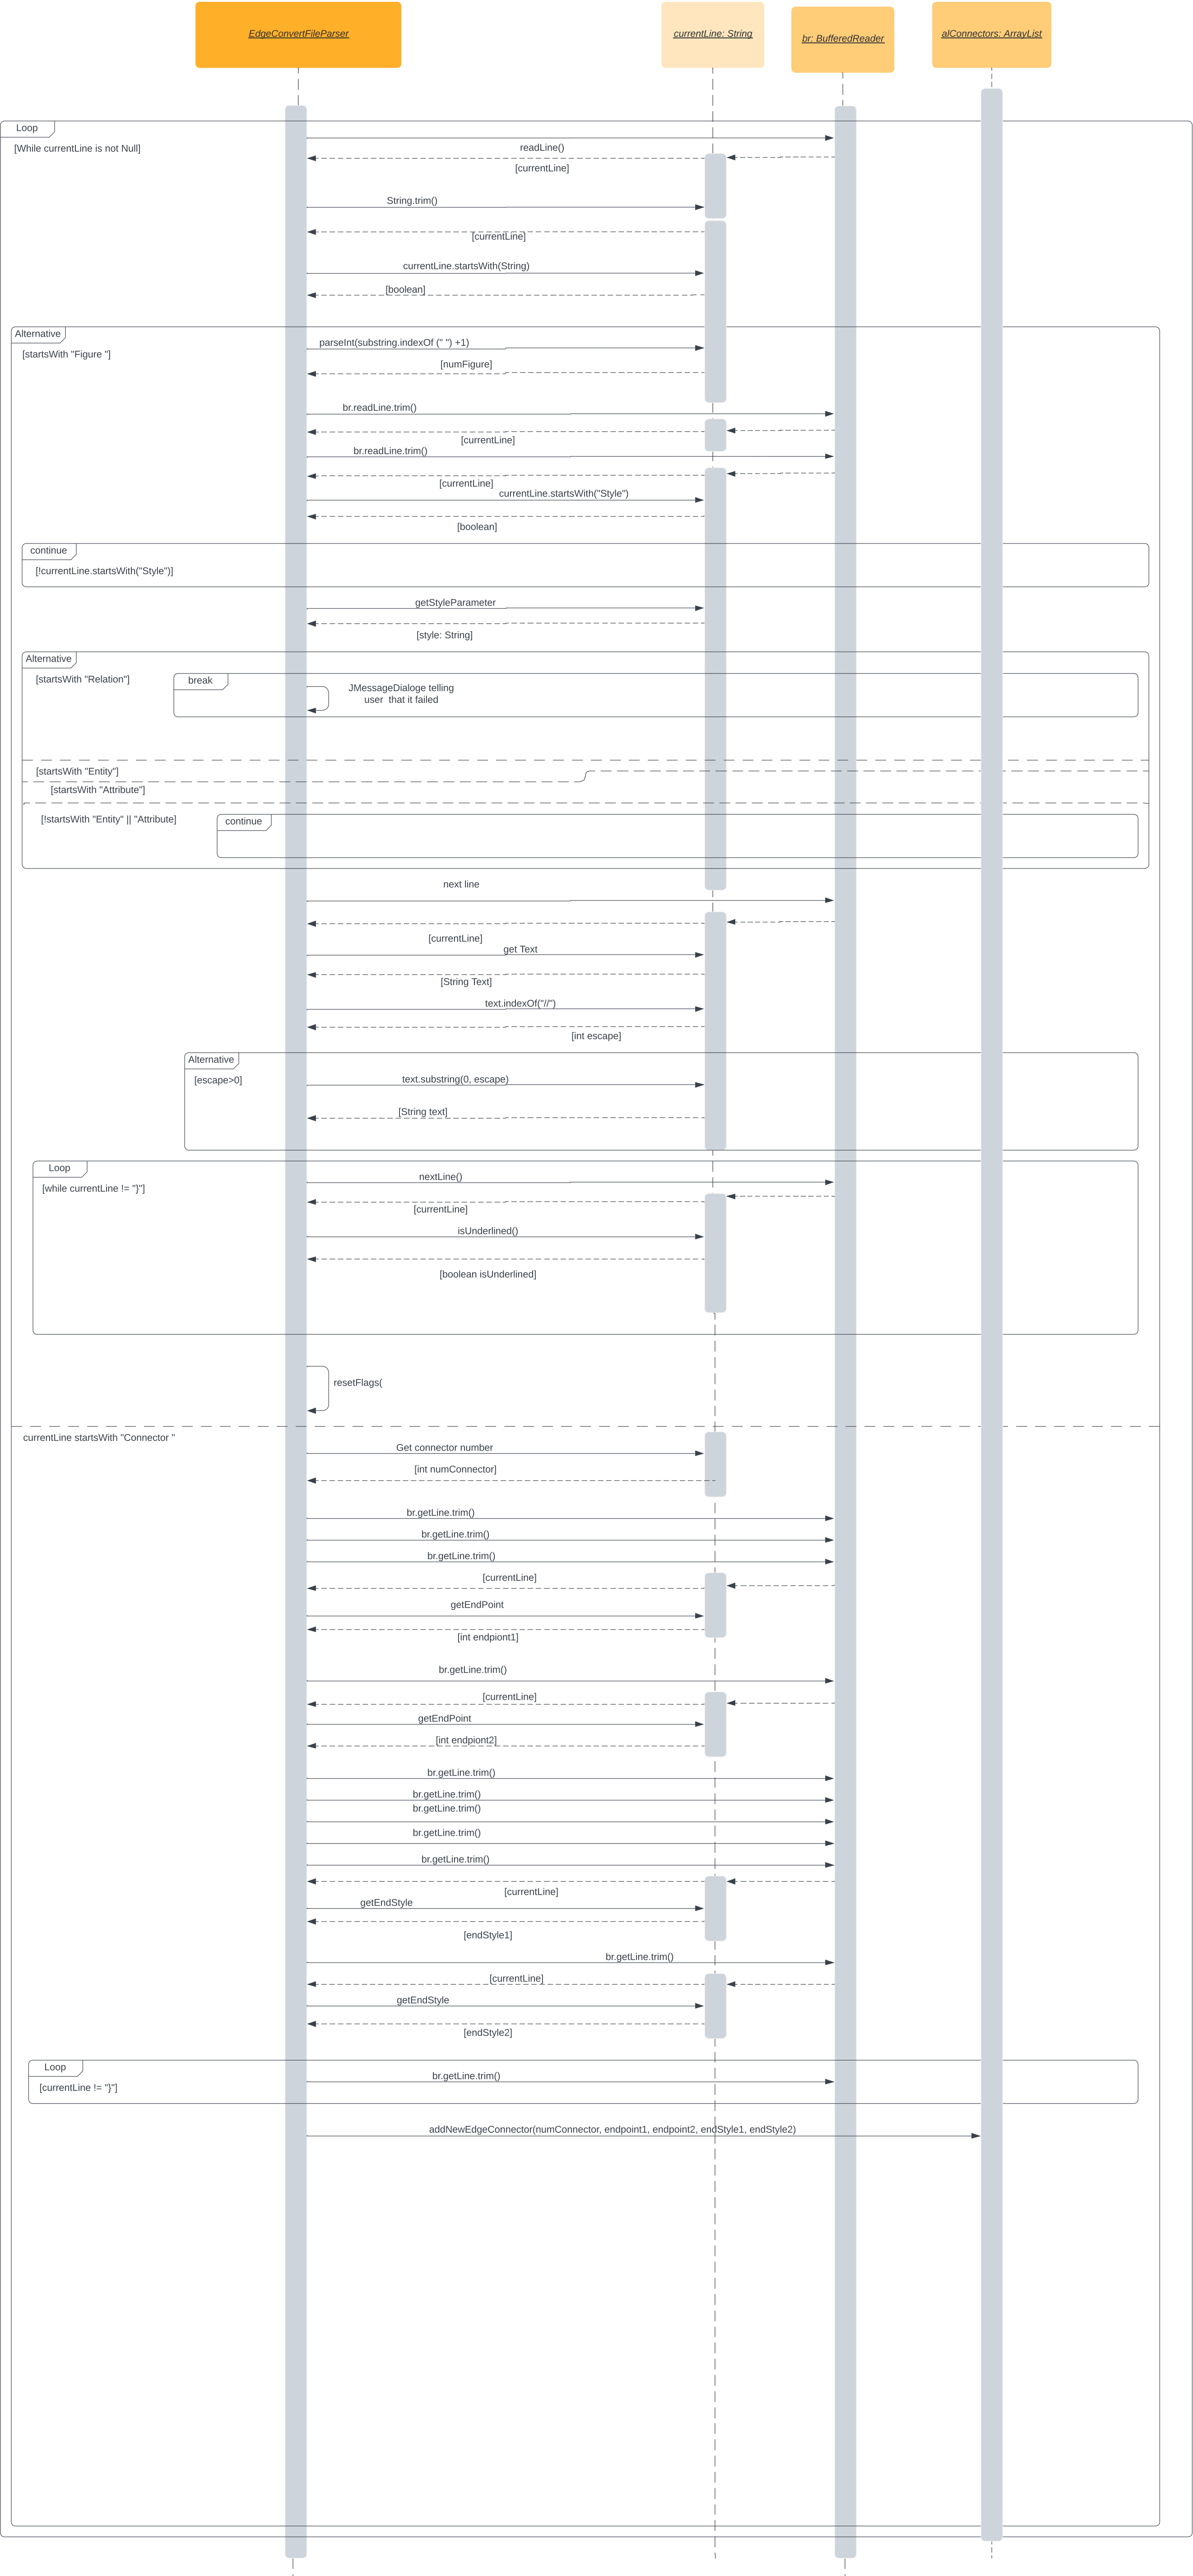 EdgeConvertFileParser
currentLine: String
br: BufferedReader
alConnectors: ArrayList
Loop
[While currentLine is not Null]
readLine()
[currentLine]
String.trim()
[currentLine]
currentLine.startsWith(String)
[boolean]
Alternative
[startsWith "Figure "]
parseInt(substring.indexOf (" ") +1)
[numFigure]
br.readLine.trim()
[currentLine]
br.readLine.trim()
[currentLine]
currentLine.startsWith("Style")
[boolean]
continue
[!currentLine.startsWith("Style")]
getStyleParameter
[style: String]
Alternative
[startsWith "Relation"]
break
JMessageDialoge telling
user  that it failed
[startsWith "Entity"]
[startsWith "Attribute"]
[!startsWith "Entity" || "Attribute]
continue
next line
[currentLine]
get Text
[String Text]
text.indexOf("//")
[int escape]
Alternative
[escape>0]
text.substring(0, escape)
[String text]
Loop
[while currentLine != "}"]
nextLine()
[currentLine]
isUnderlined()
[boolean isUnderlined]
resetFlags(
currentLine startsWith "Connector "
Get connector number
[int numConnector]
br.getLine.trim()
br.getLine.trim()
br.getLine.trim()
[currentLine]
getEndPoint
[int endpiont1]
br.getLine.trim()
[currentLine]
getEndPoint
[int endpiont2]
br.getLine.trim()
br.getLine.trim()
br.getLine.trim()
br.getLine.trim()
br.getLine.trim()
[currentLine]
getEndStyle
[endStyle1]
br.getLine.trim()
[currentLine]
getEndStyle
[endStyle2]
Loop
[currentLine != "}"]
br.getLine.trim()
addNewEdgeConnector(numConnector, endpoint1, endpoint2, endStyle1, endStyle2)